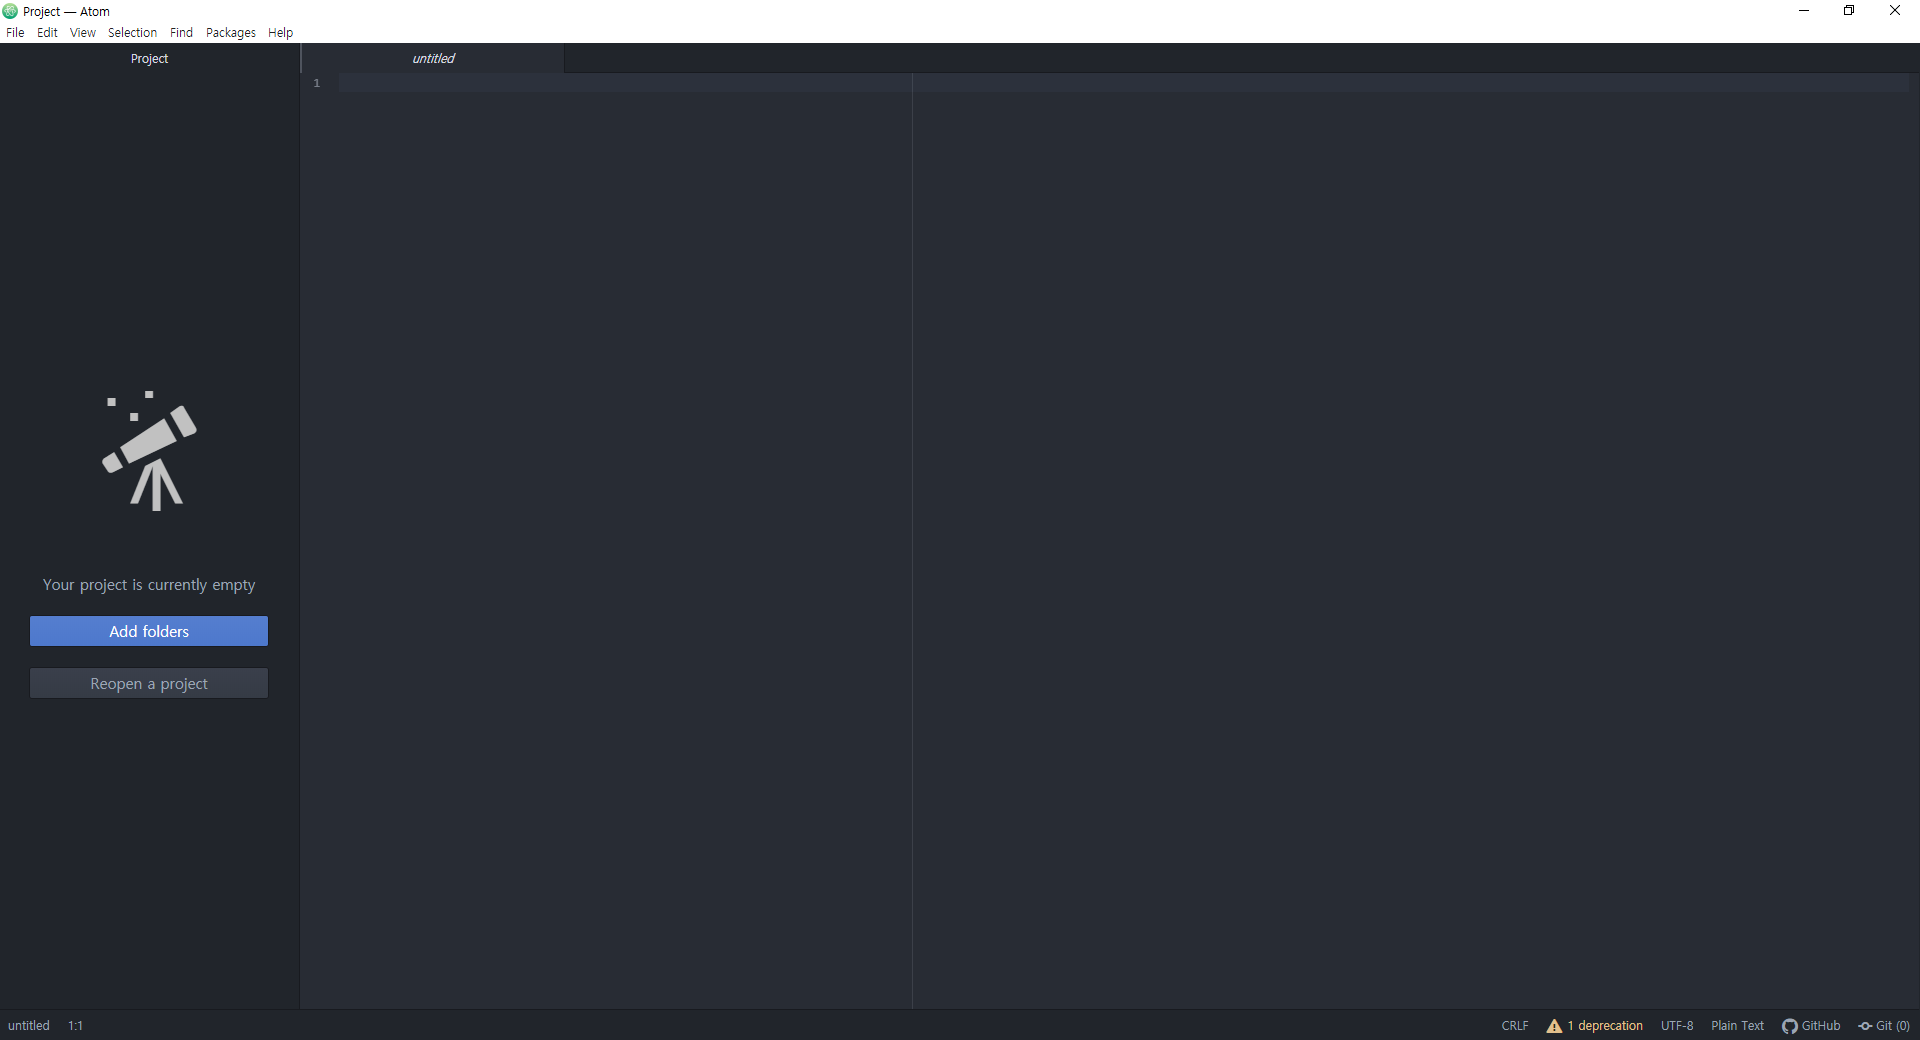 Project — Atom
File Edit View Selection Find Packages Help
Project
untitled
1
Your project is currently empty
Add folders
Reopen a project
untitled 1:1 CRLF 1 deprecation UTF-8 Plain Text GitHub Git (0)